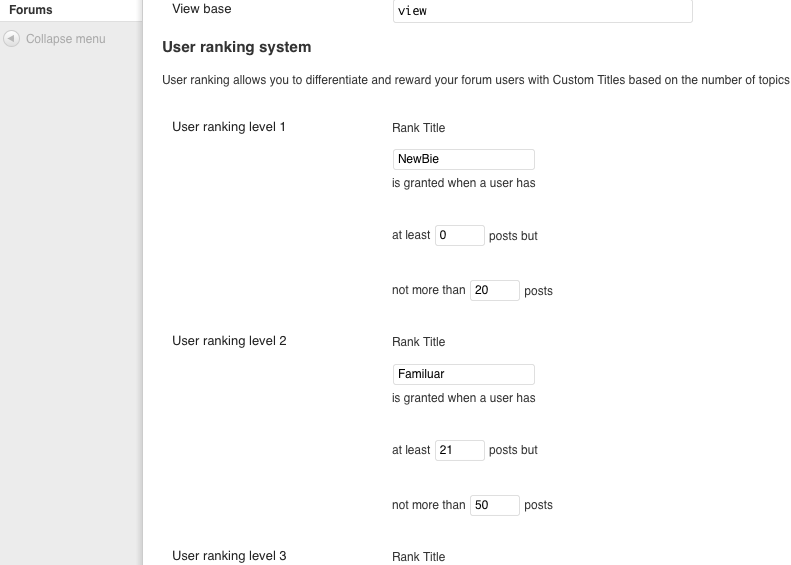 Forums
Collapse menu
View base
view
User ranking system
User ranking allows you to differentiate and reward your forum users with Custom Titles based on the number of topics
User ranking level 1
Rank Title
NewBie
is granted when a user has
at least 0 posts but
not more than 20 posts
User ranking level 2
Rank Title
Familuar
is granted when a user has
at least 21 posts but
not more than 50 posts
User ranking level 3
Rank Title